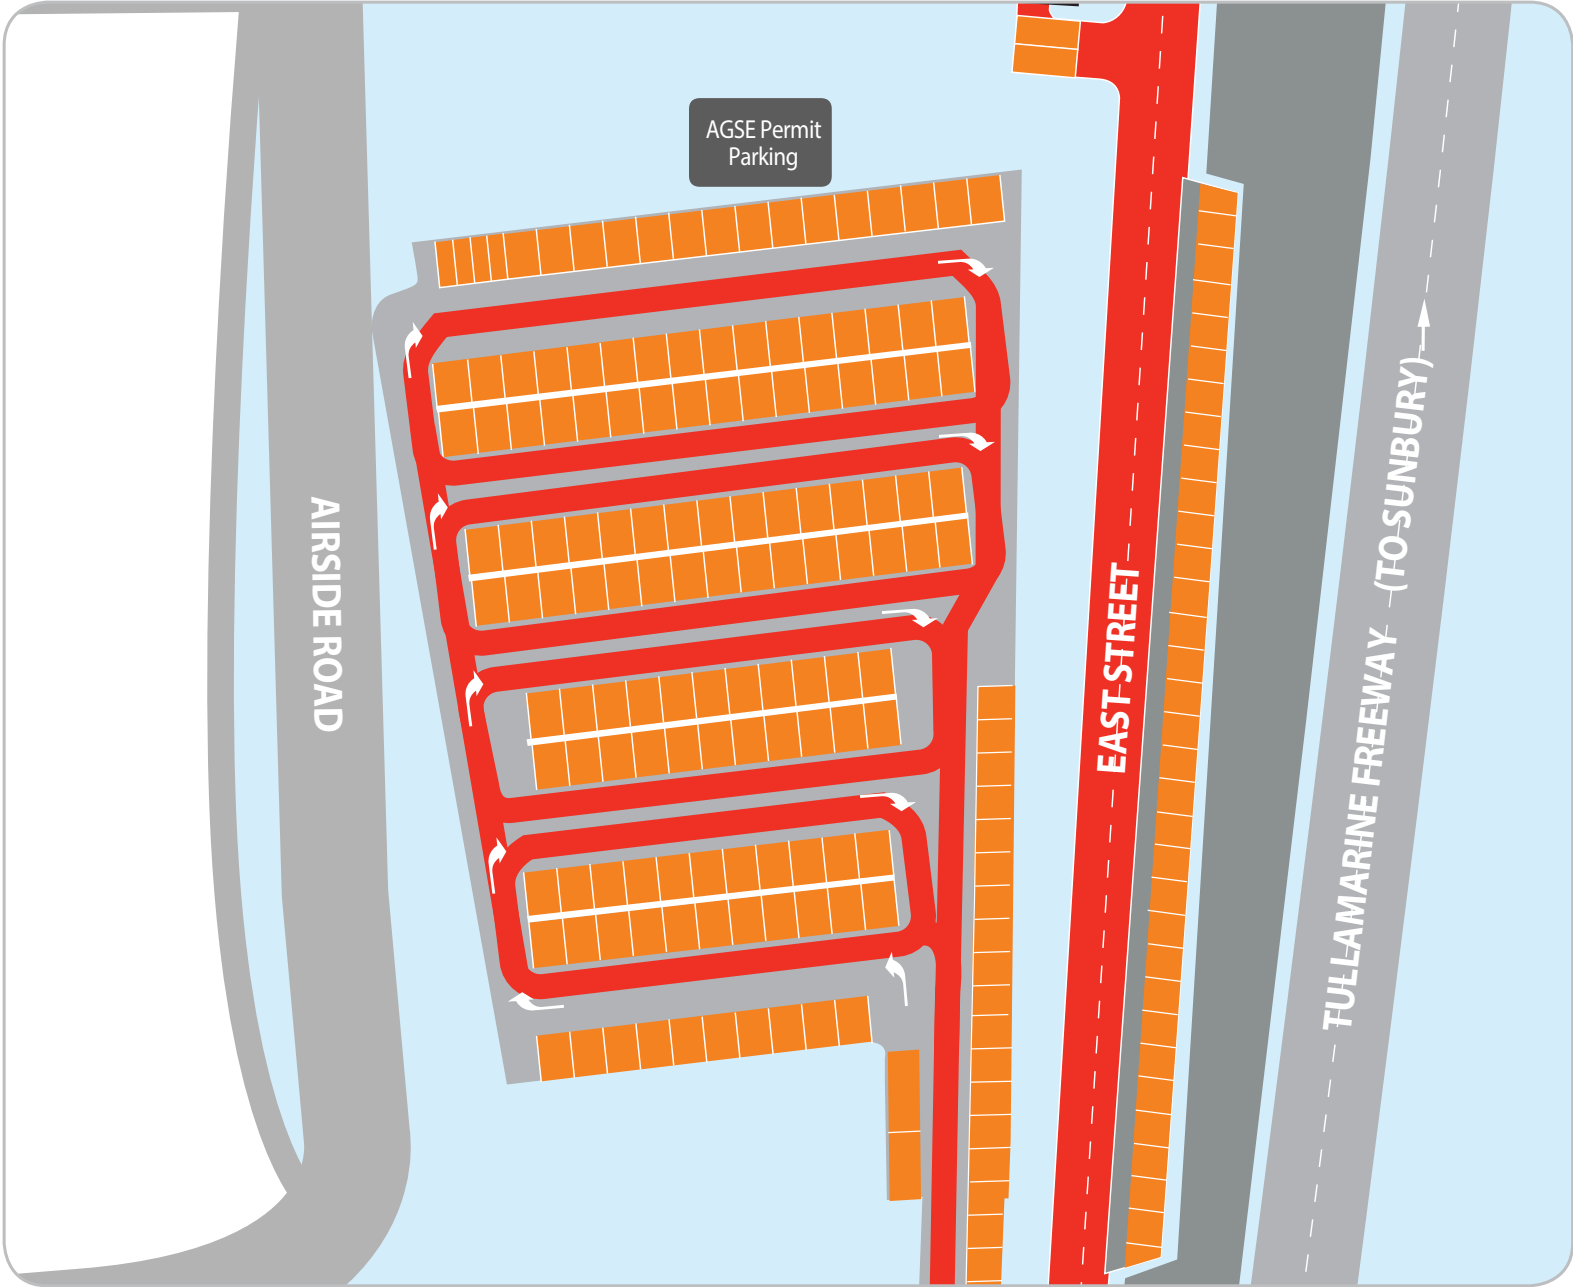 AGSE Permit
Parking
AIRSIDE ROAD
EAST STREET
TULLAMARINE FREEWAY (TO SUNBURY)